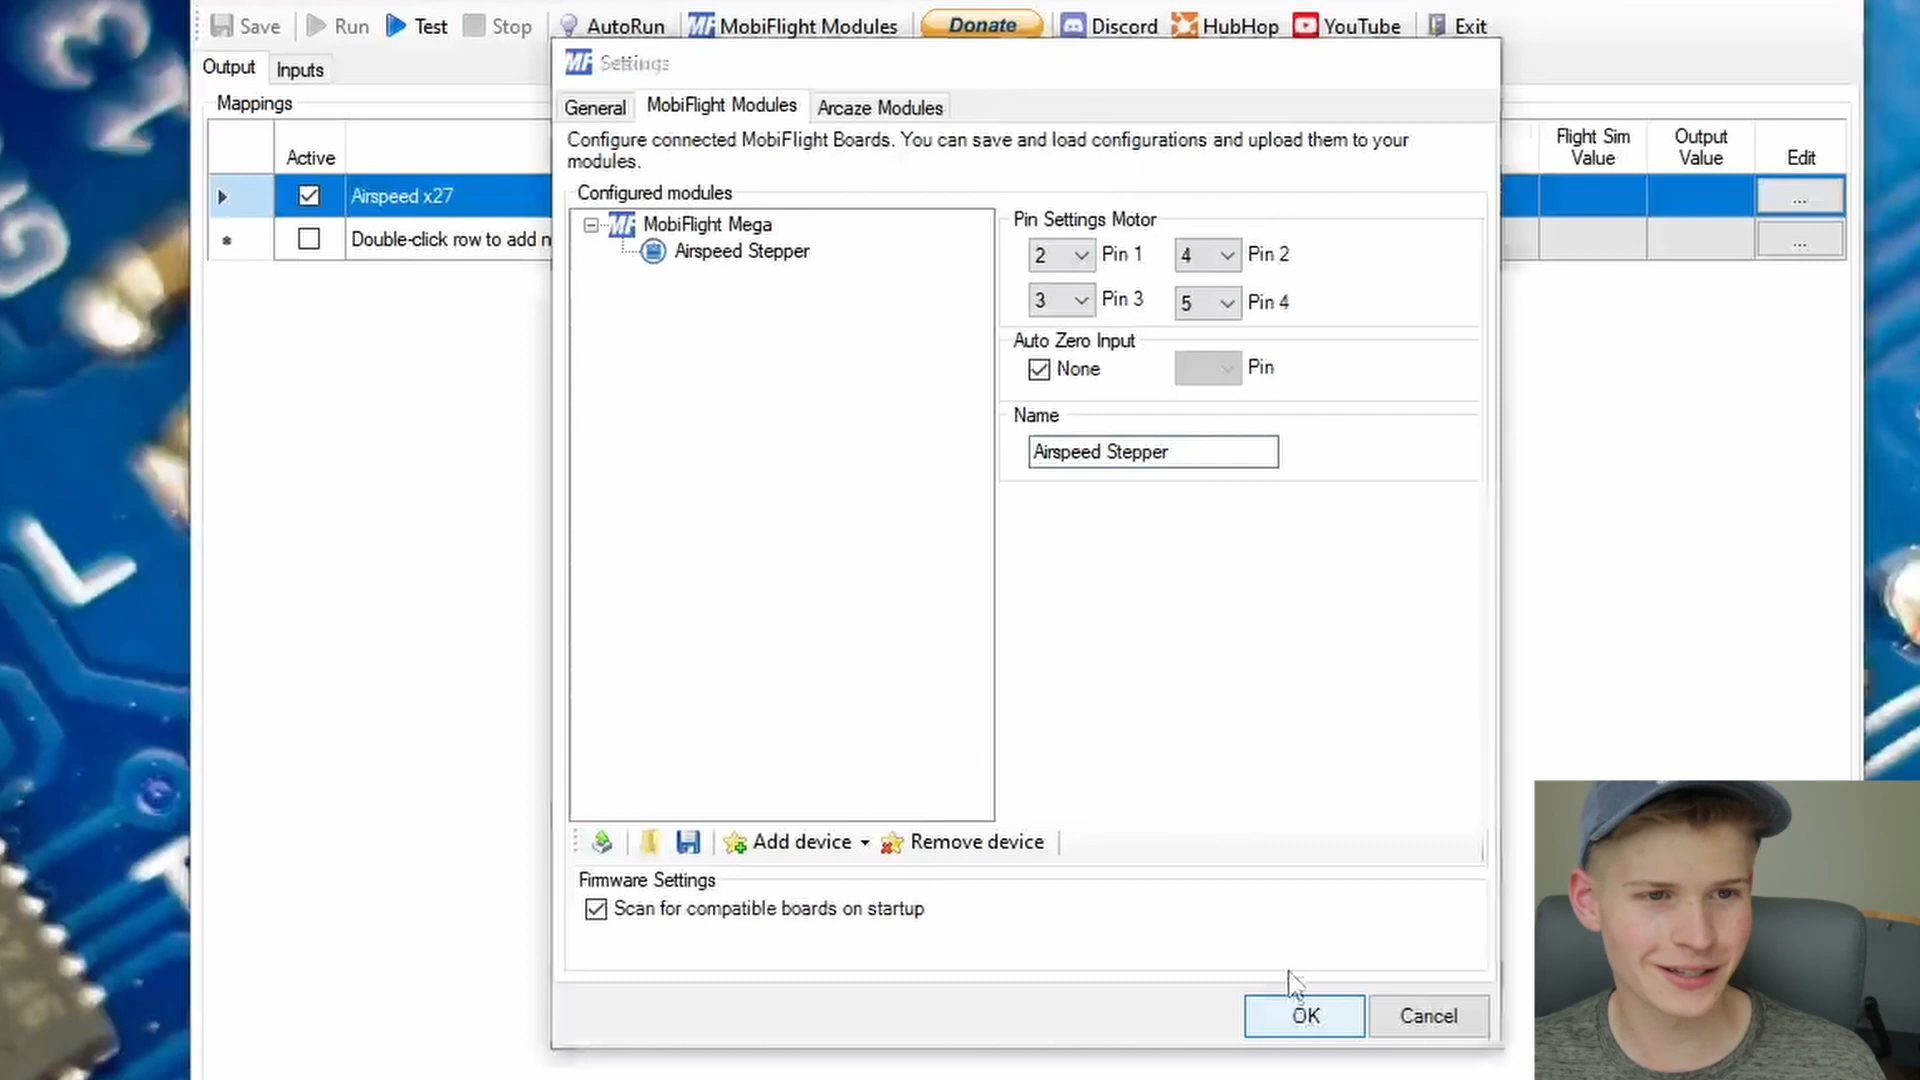 Save Run Test Stop AutoRun MF MobiFlight Modules Donate Discord HubHop YouTube Exit
Output Inputs
Mappings
Active
Flight Sim Value
Output Value
Edit
Airspeed x27
...
Double-click row to add n
...
MF Settings
General MobiFlight Modules Arcaze Modules
Configure connected MobiFlight Boards. You can save and load configurations and upload them to your
modules.
Configured modules
MF MobiFlight Mega
Airspeed Stepper
Pin Settings Motor
2 Pin 1 4 Pin 2
3 Pin 3 5 Pin 4
Auto Zero Input
None Pin
Name
Airspeed Stepper
Add device Remove device
Firmware Settings
Scan for compatible boards on startup
OK Cancel
L